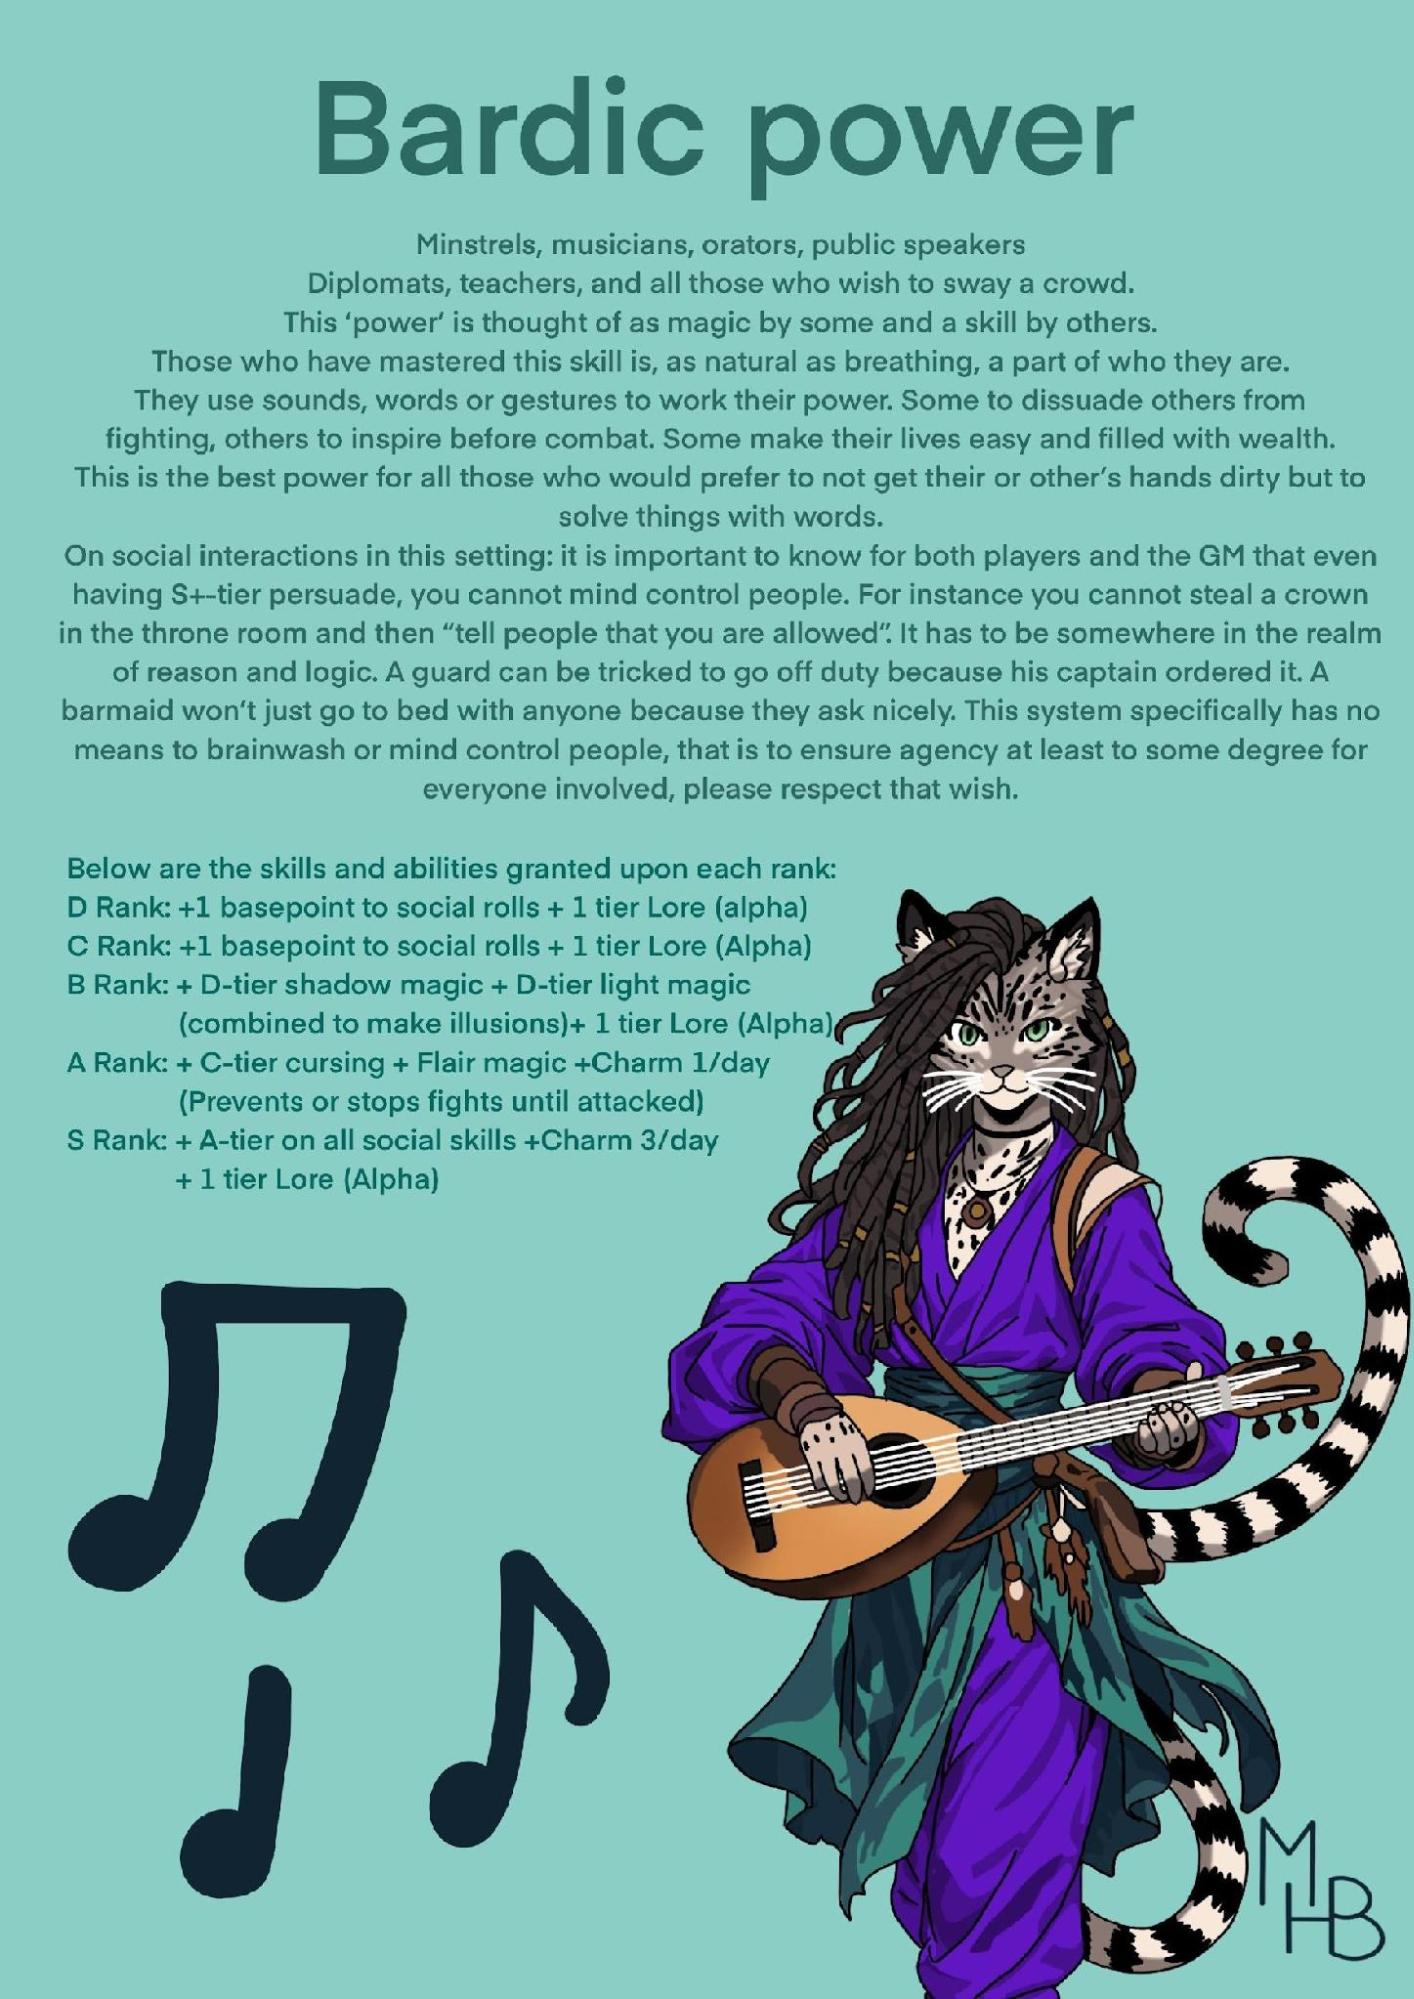 Bardic power
Minstrels, musicians, orators, public speakers
Diplomats, teachers, and all those who wish to sway a crowd.
This ‘power’ is thought of as magic by some and a skill by others.
Those who have mastered this skill is, as natural as breathing, a part of who they are.
They use sounds, words or gestures to work their power. Some to dissuade others from
fighting, others to inspire before combat. Some make their lives easy and filled with wealth.
This is the best power for all those who would prefer to not get their or other’s hands dirty but to
solve things with words.
On social interactions in this setting: it is important to know for both players and the GM that even
having S+-tier persuade, you cannot mind control people. For instance you cannot steal a crown
in the throne room and then “tell people that you are allowed”. It has to be somewhere in the realm
of reason and logic. A guard can be tricked to go off duty because his captain ordered it. A
barmaid won’t just go to bed with anyone because they ask nicely. This system specifically has no
means to brainwash or mind control people, that is to ensure agency at least to some degree for
everyone involved, please respect that wish.
Below are the skills and abilities granted upon each rank:
D Rank: +1 basepoint to social rolls + 1 tier Lore (alpha)
C Rank: +1 basepoint to social rolls + 1 tier Lore (Alpha)
B Rank: + D-tier shadow magic + D-tier light magic
(combined to make illusions)+ 1 tier Lore (Alpha)
A Rank: + C-tier cursing + Flair magic +Charm 1/day
(Prevents or stops fights until attacked)
S Rank: + A-tier on all social skills +Charm 3/day
+ 1 tier Lore (Alpha)
MHB